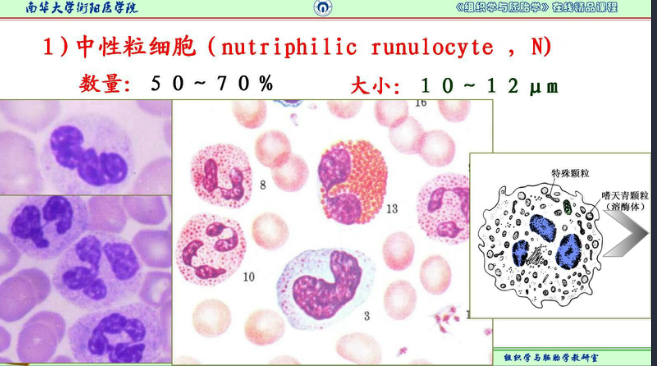 南华大学衡阳医学院
《组织学与胚胎学》在线精品课程
1)中性粒细胞(nutriphilic runulocyte , N)
数量: 50~70%
大小: 10~12μm
16
8
13
10
3
特殊颗粒
嗜天青颗粒
(溶酶体)
组织学与胚胎学教研室